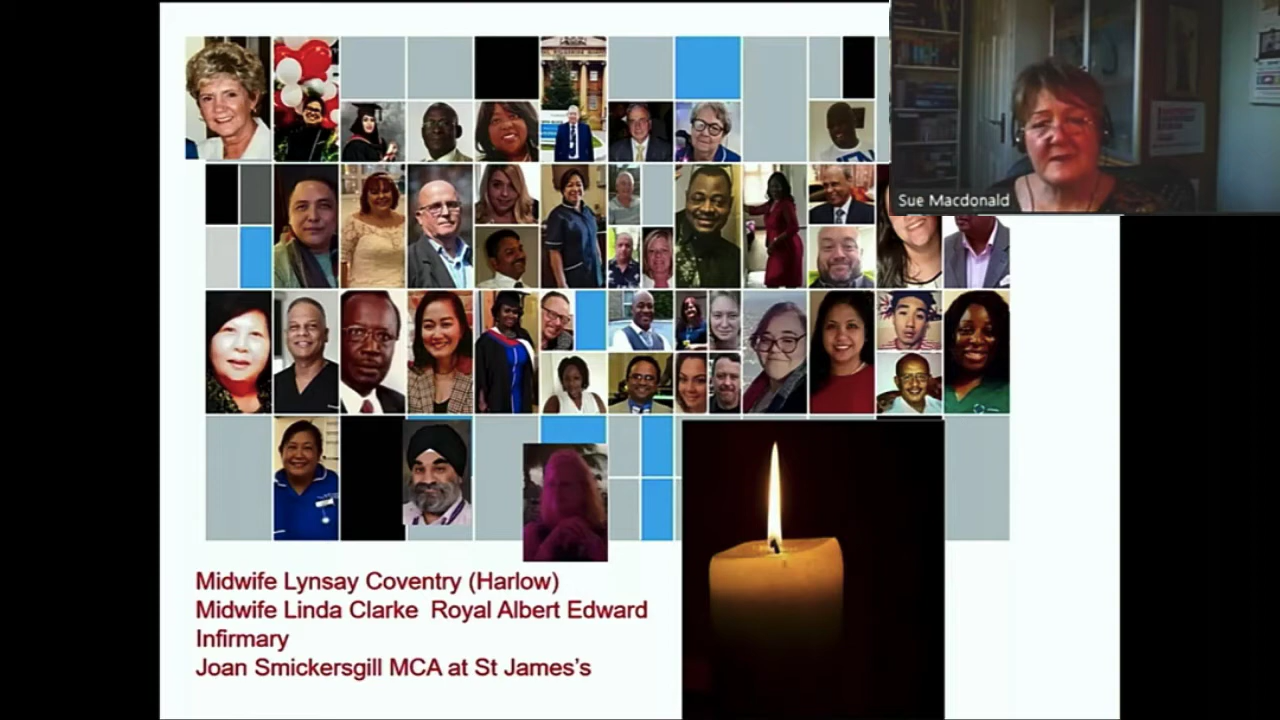 Sue Macdonald
Midwife Lynsay Coventry (Harlow)
Midwife Linda Clarke Royal Albert Edward
Infirmary
Joan Smickersgill MCA at St James's